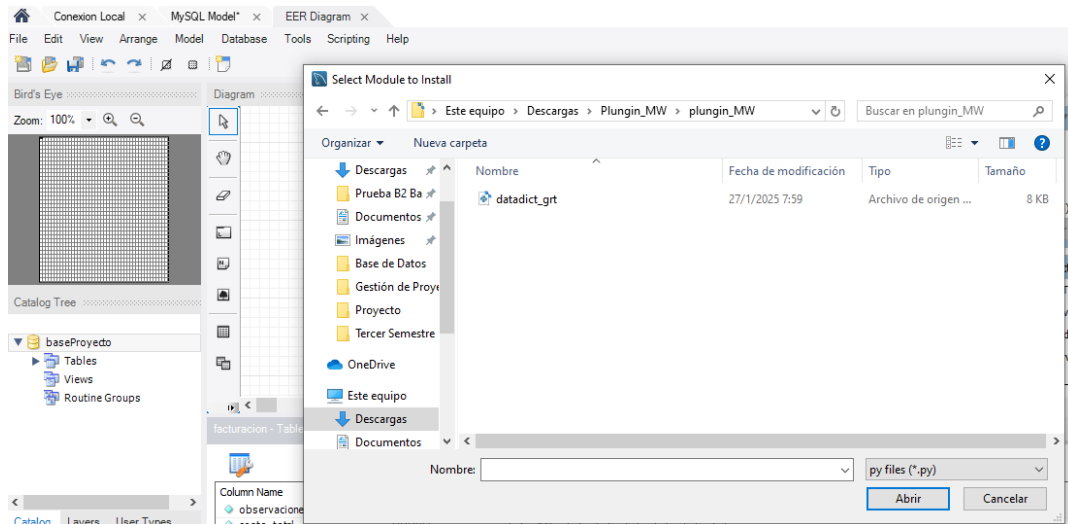 Conexion Local
MySQL Model*
EER Diagram
File Edit View Arrange Model Database Tools Scripting Help
Bird's Eye
Zoom: 100%
Diagram
Select Module to Install
Este equipo > Descargas > Plungin_MW > plungin_MW
Buscar en plungin_MW
Organizar
Nueva carpeta
Descargas
Prueba B2 Ba
Documentos
Imágenes
Base de Datos
Gestión de Proye
Proyecto
Tercer Semestre
OneDrive
Este equipo
Descargas
Documentos
Nombre Fecha de modificación Tipo Tamaño
datadict_grt 27/1/2025 7:59 Archivo de origen ... 8 KB
Nombre:
py files (*.py)
Abrir
Cancelar
Catalog Tree
baseProyecto
Tables
Views
Routine Groups
facturacion - Table
Column Name
observacione
Catalog Layers User Types